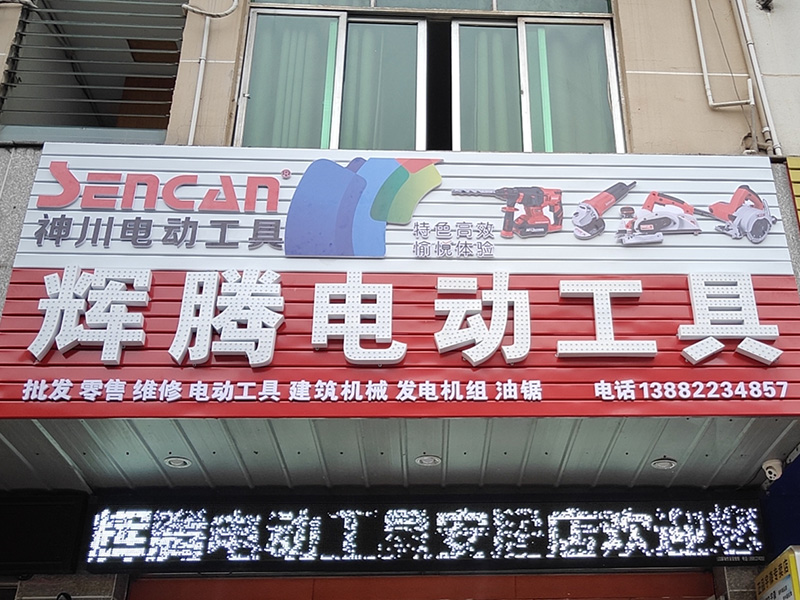 SENCAN®
神川电动工具
特色高效
愉悦体验
辉腾电动工具
批发 零售 维修 电动工具 建筑机械 发电机组 油锯 电话13882234857
辉腾电动工具安居店欢迎您